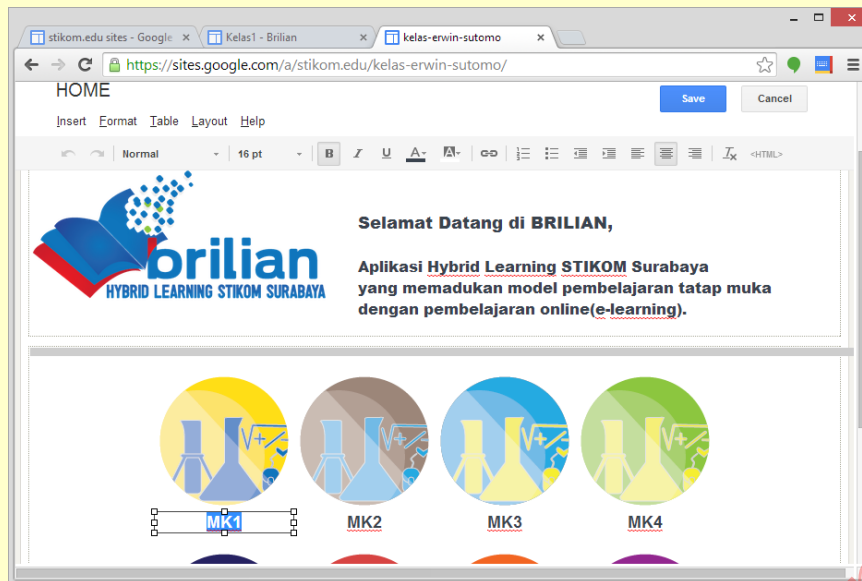 stikom.edu sites - Google
Kelas1 - Brilian
kelas-erwin-sutomo
https://sites.google.com/a/stikom.edu/kelas-erwin-sutomo/
HOME
Save
Cancel
Insert Format Table Layout Help
Normal 16 pt B I U A A <HTML>
brilian
HYBRID LEARNING STIKOM SURABAYA
Selamat Datang di BRILIAN,
Aplikasi Hybrid Learning STIKOM Surabaya
yang memadukan model pembelajaran tatap muka
dengan pembelajaran online(e-learning).
MK1 MK2 MK3 MK4